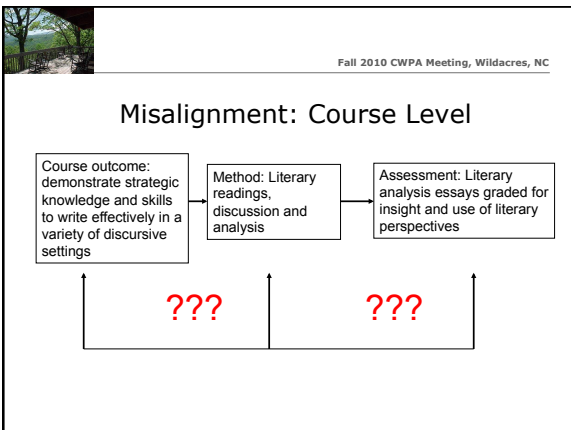 Fall 2010 CWPA Meeting, Wildacres, NC
Misalignment: Course Level
Course outcome:
demonstrate strategic
knowledge and skills
to write effectively in a
variety of discursive
settings
Method: Literary
readings,
discussion and
analysis
Assessment: Literary
analysis essays graded for
insight and use of literary
perspectives
??? ???